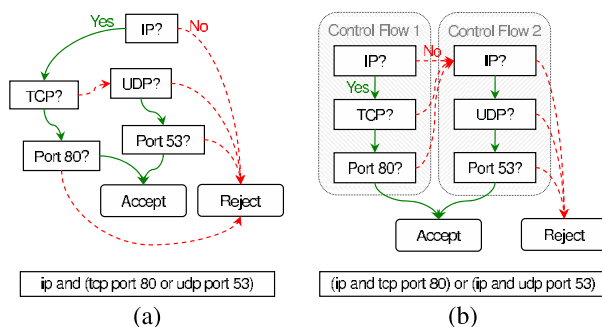 Yes
IP?
No
TCP?
UDP?
Port 80?
Port 53?
Accept
Reject
ip and (tcp port 80 or udp port 53)
(a)
Control Flow 1
Control Flow 2
IP?
No
IP?
Yes
TCP?
UDP?
Port 80?
Port 53?
Accept
Reject
(ip and tcp port 80) or (ip and udp port 53)
(b)